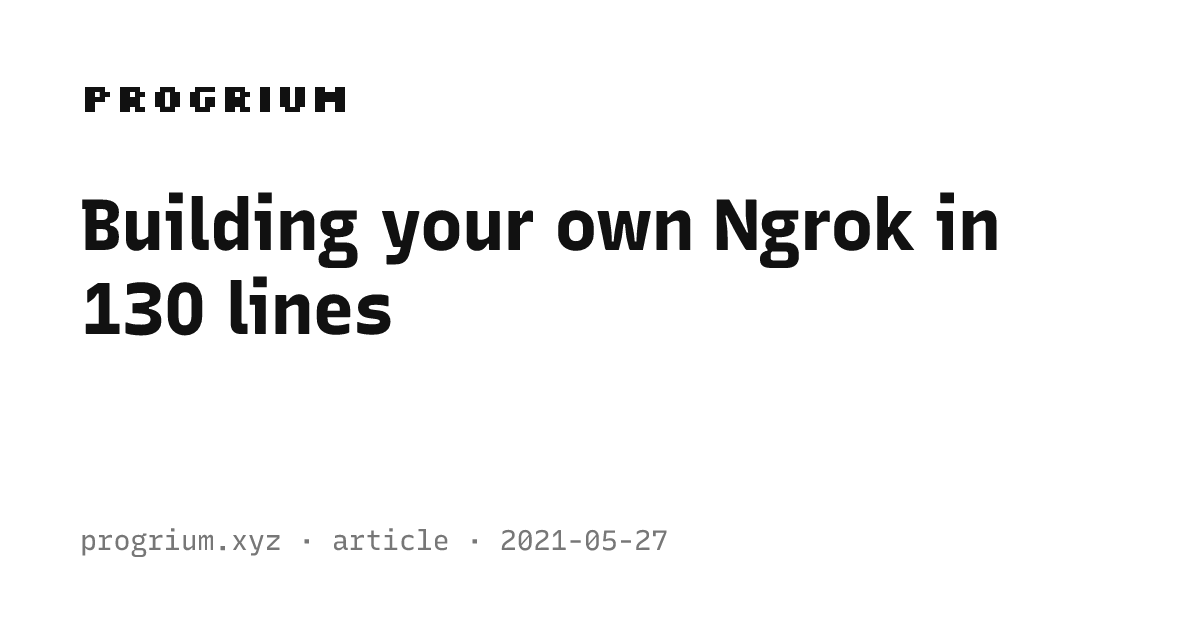 PROGRIUM
Building your own Ngrok in
130 lines
progrium.xyz · article · 2021-05-27